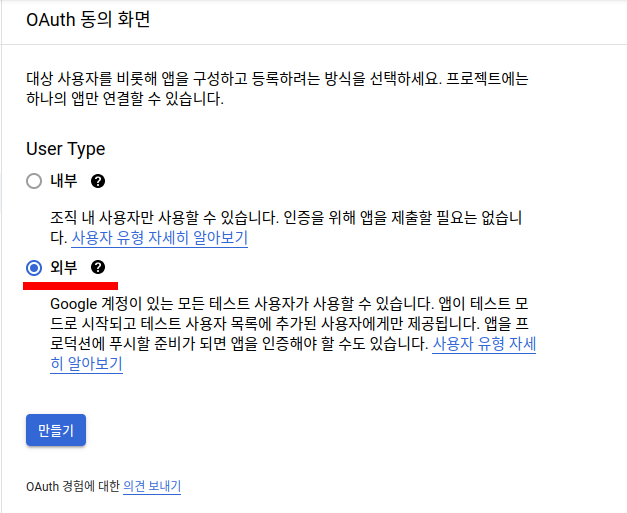 OAuth 동의 화면
대상 사용자를 비롯해 앱을 구성하고 등록하려는 방식을 선택하세요. 프로젝트에는
하나의 앱만 연결할 수 있습니다.
User Type
내부 ?
조직 내 사용자만 사용할 수 있습니다. 인증을 위해 앱을 제출할 필요는 없습니
다. 사용자 유형 자세히 알아보기
외부 ?
Google 계정이 있는 모든 테스트 사용자가 사용할 수 있습니다. 앱이 테스트 모
드로 시작되고 테스트 사용자 목록에 추가된 사용자에게만 제공됩니다. 앱을 프
로덕션에 푸시할 준비가 되면 앱을 인증해야 할 수도 있습니다. 사용자 유형 자세
히 알아보기
만들기
OAuth 경험에 대한 의견 보내기